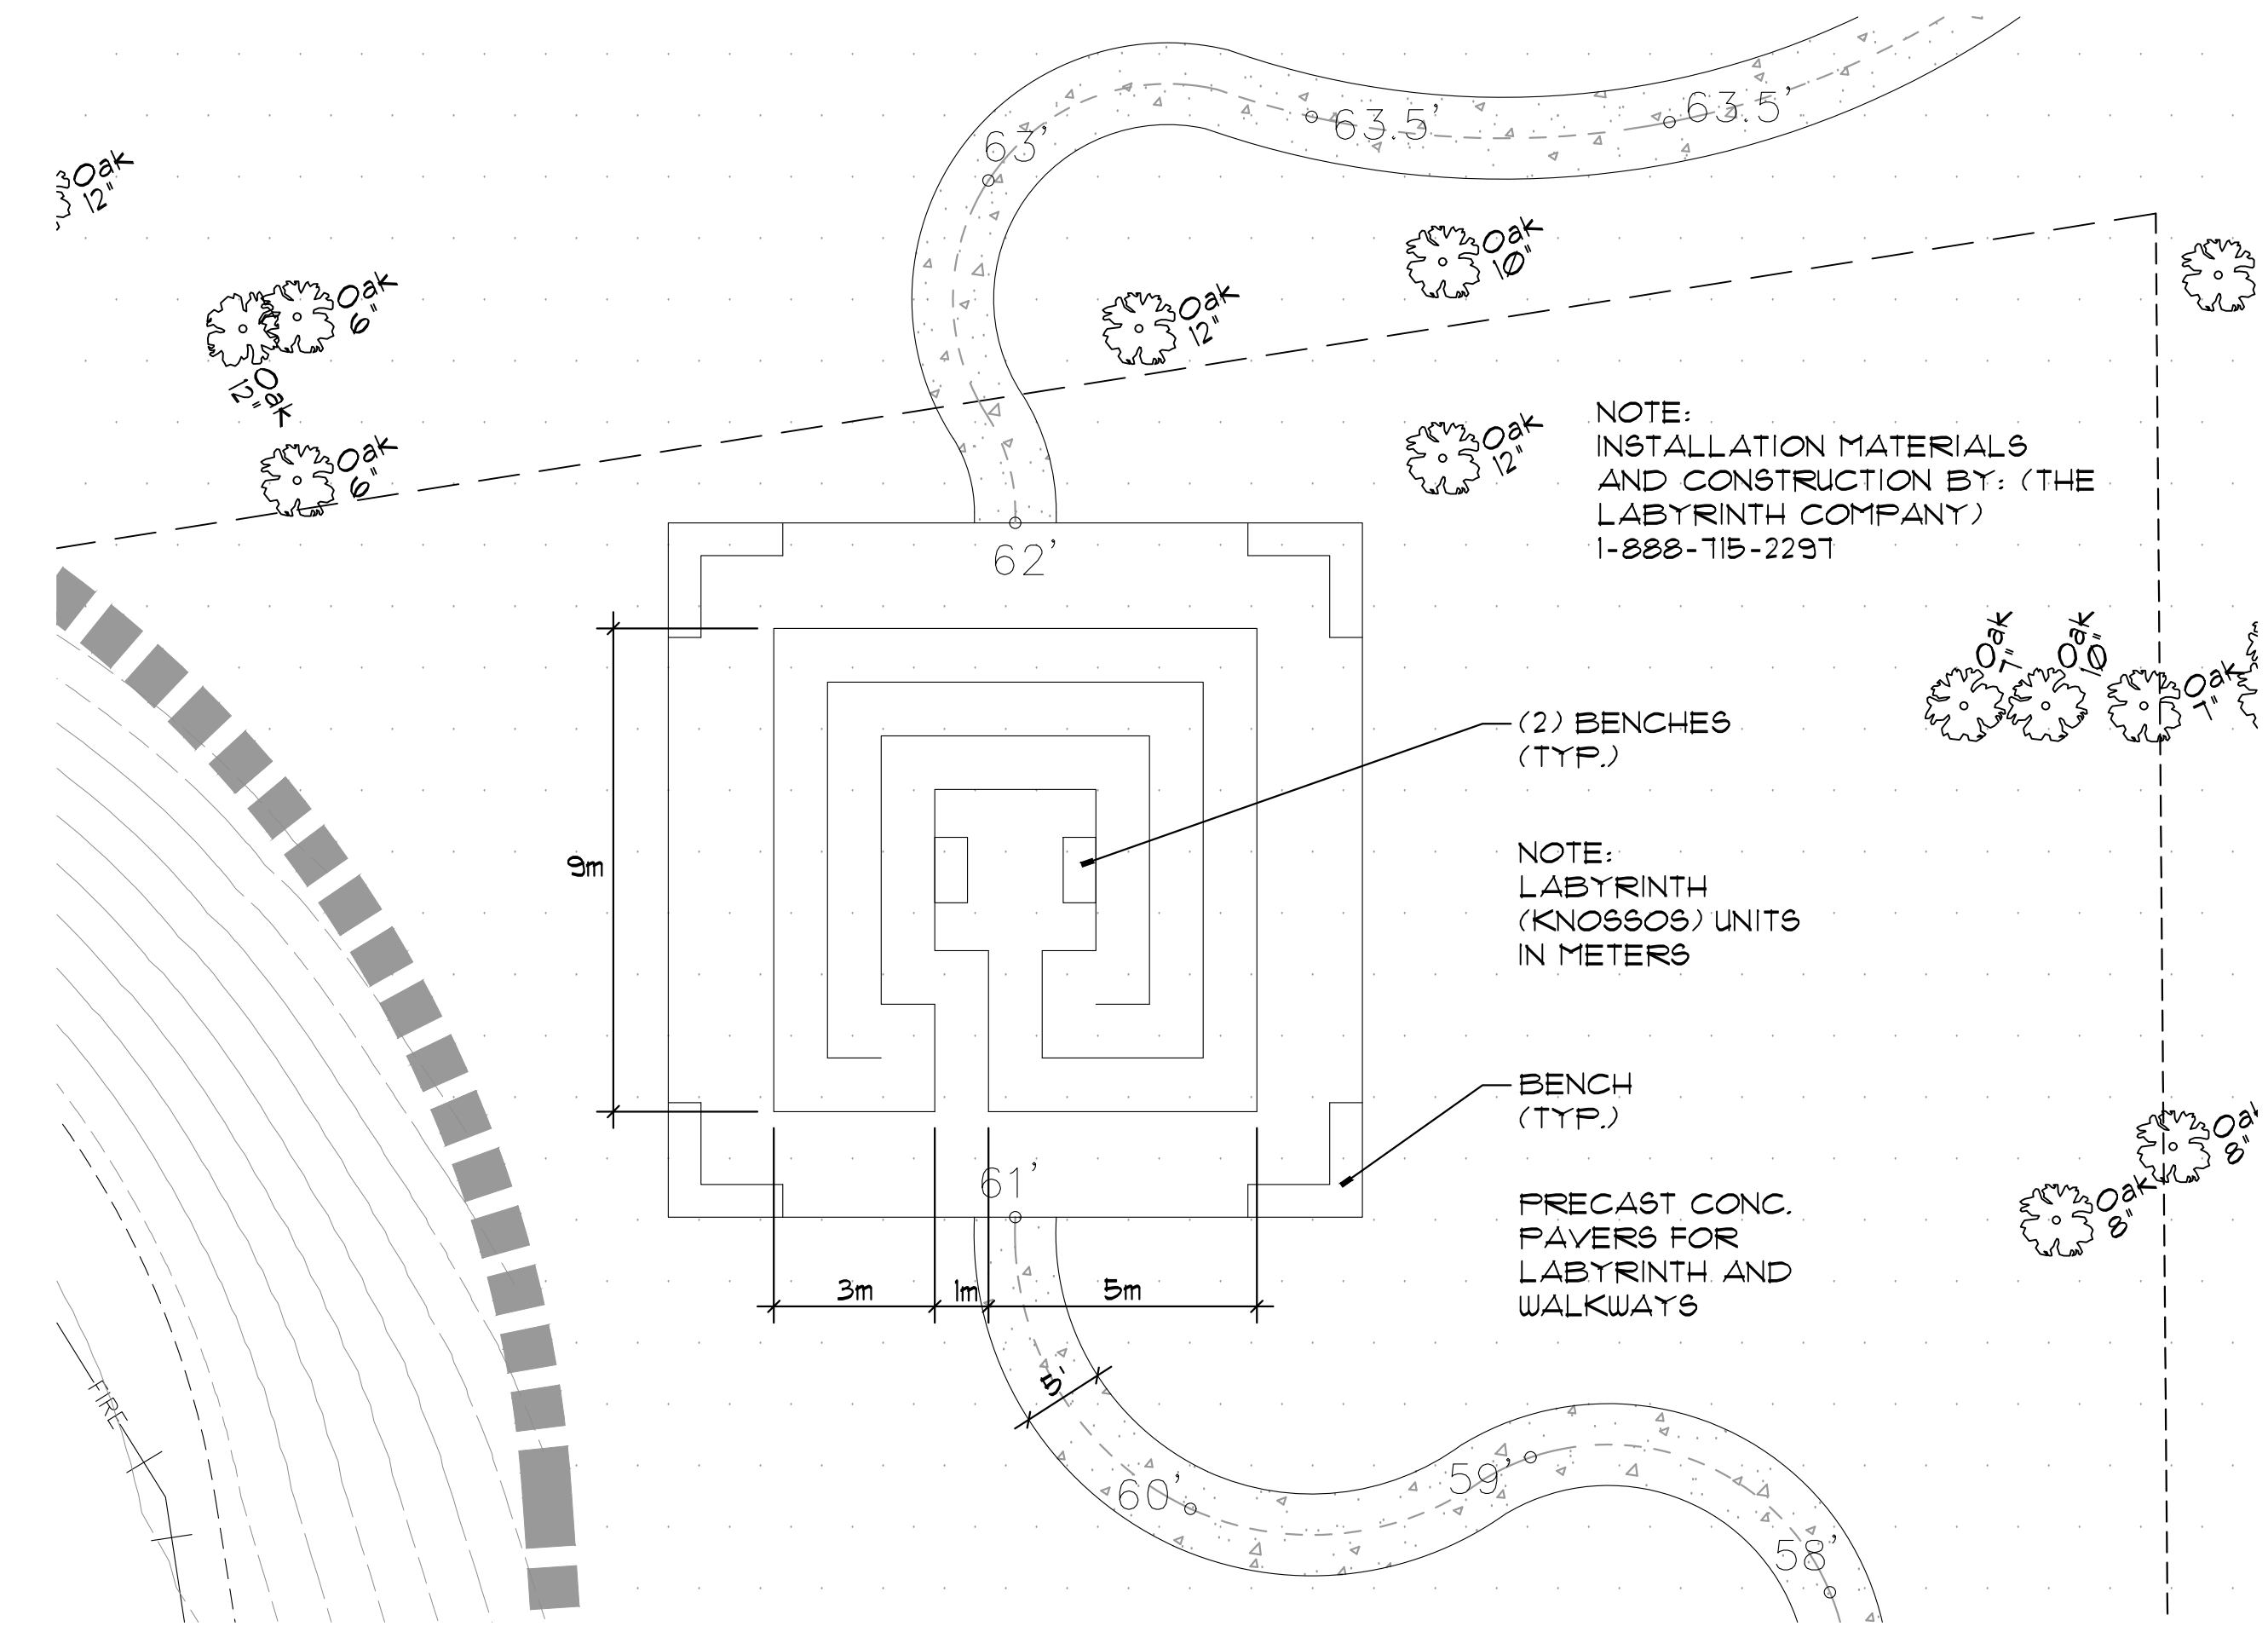 63'
63.5'
63.5'
Oak
12"
Oak
10"
Oak
6"
Oak
12"
Oak
12"
Oak
6"
Oak
12"
NOTE:
INSTALLATION MATERIALS
AND CONSTRUCTION BY: (THE
LABYRINTH COMPANY)
1-888-715-2297
62'
Oak
7"
Oak
10"
Oak
7"
(2) BENCHES
(TYP.)
9m
NOTE:
LABYRINTH
(KNOSSOS) UNITS
IN METERS
BENCH
(TYP.)
Oa
8"
61'
Oak
8"
PRECAST CONC.
PAVERS FOR
LABYRINTH AND
WALKWAYS
3m
1m
5m
5'
FIRE
60'
59'
58'